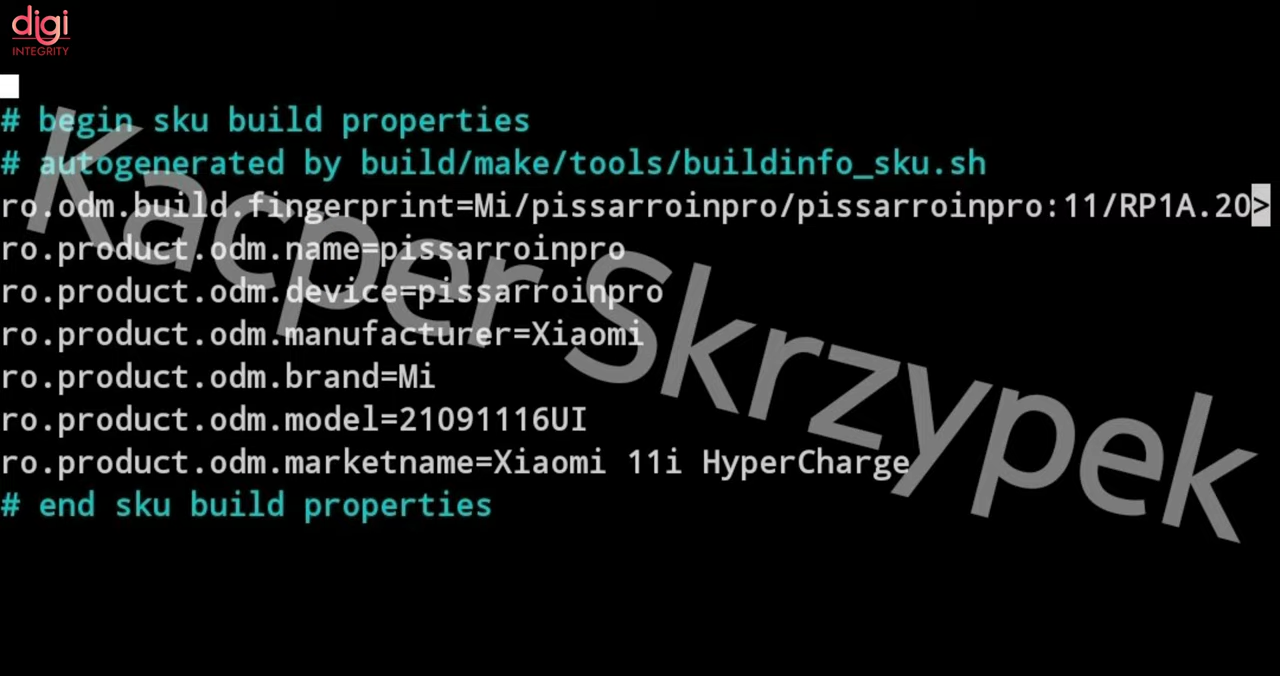 digi
INTEGRITY
# begin sku build properties
# autogenerated by build/make/tools/buildinfo_sku.sh
ro.odm.build.fingerprint=Mi/pissarroinpro/pissarroinpro:11/RP1A.20>
ro.product.odm.name=pissarroinpro
ro.product.odm.device=pissarroinpro
ro.product.odm.manufacturer=Xiaomi
ro.product.odm.brand=Mi
ro.product.odm.model=21091116UI
ro.product.odm.marketname=Xiaomi 11i HyperCharge
# end sku build properties
Kacper Skrzypek